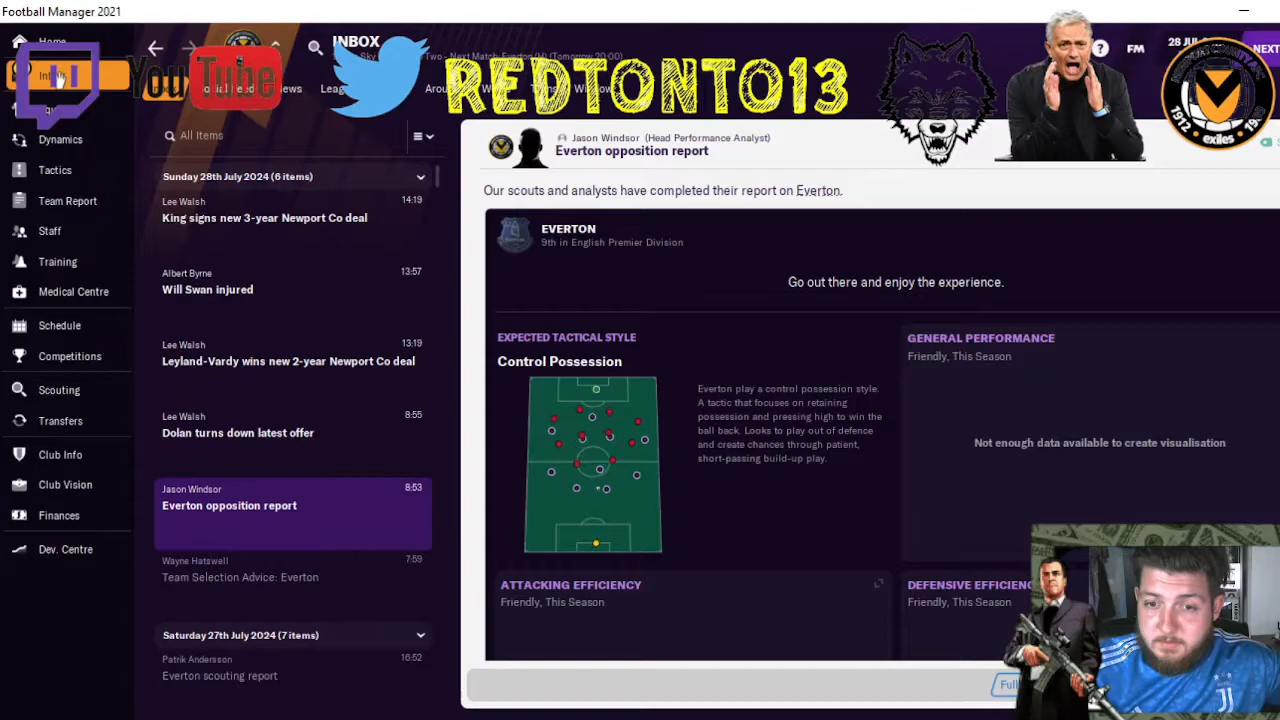 Football Manager 2021
Home
INBOX
28 JUL
NEXT
FM
?
YouTube
REDTONTO13
1912
exiles
All Items
Dynamics
Tactics
Team Report
Staff
Training
Medical Centre
Schedule
Competitions
Scouting
Transfers
Club Info
Club Vision
Finances
Dev. Centre
Sunday 28th July 2024 (6 items)
Lee Walsh 14:19
King signs new 3-year Newport Co deal
Albert Byrne 13:57
Will Swan injured
Lee Walsh 13:19
Leyland-Vardy wins new 2-year Newport Co deal
Lee Walsh 8:55
Dolan turns down latest offer
Jason Windsor 8:53
Everton opposition report
Wayne Hatswell 7:59
Team Selection Advice: Everton
Saturday 27th July 2024 (7 items)
Patrik Andersson 16:52
Everton scouting report
Jason Windsor (Head Performance Analyst)
Everton opposition report
Our scouts and analysts have completed their report on Everton.
EVERTON
9th in English Premier Division
Go out there and enjoy the experience.
EXPECTED TACTICAL STYLE
Control Possession
Everton play a control possession style.
A tactic that focuses on retaining
possession and pressing high to win the
ball back. Looks to play out of defence
and create chances through patient,
short-passing build-up play.
GENERAL PERFORMANCE
Friendly, This Season
Not enough data available to create visualisation
ATTACKING EFFICIENCY
Friendly, This Season
DEFENSIVE EFFICIENC
Friendly, This Season